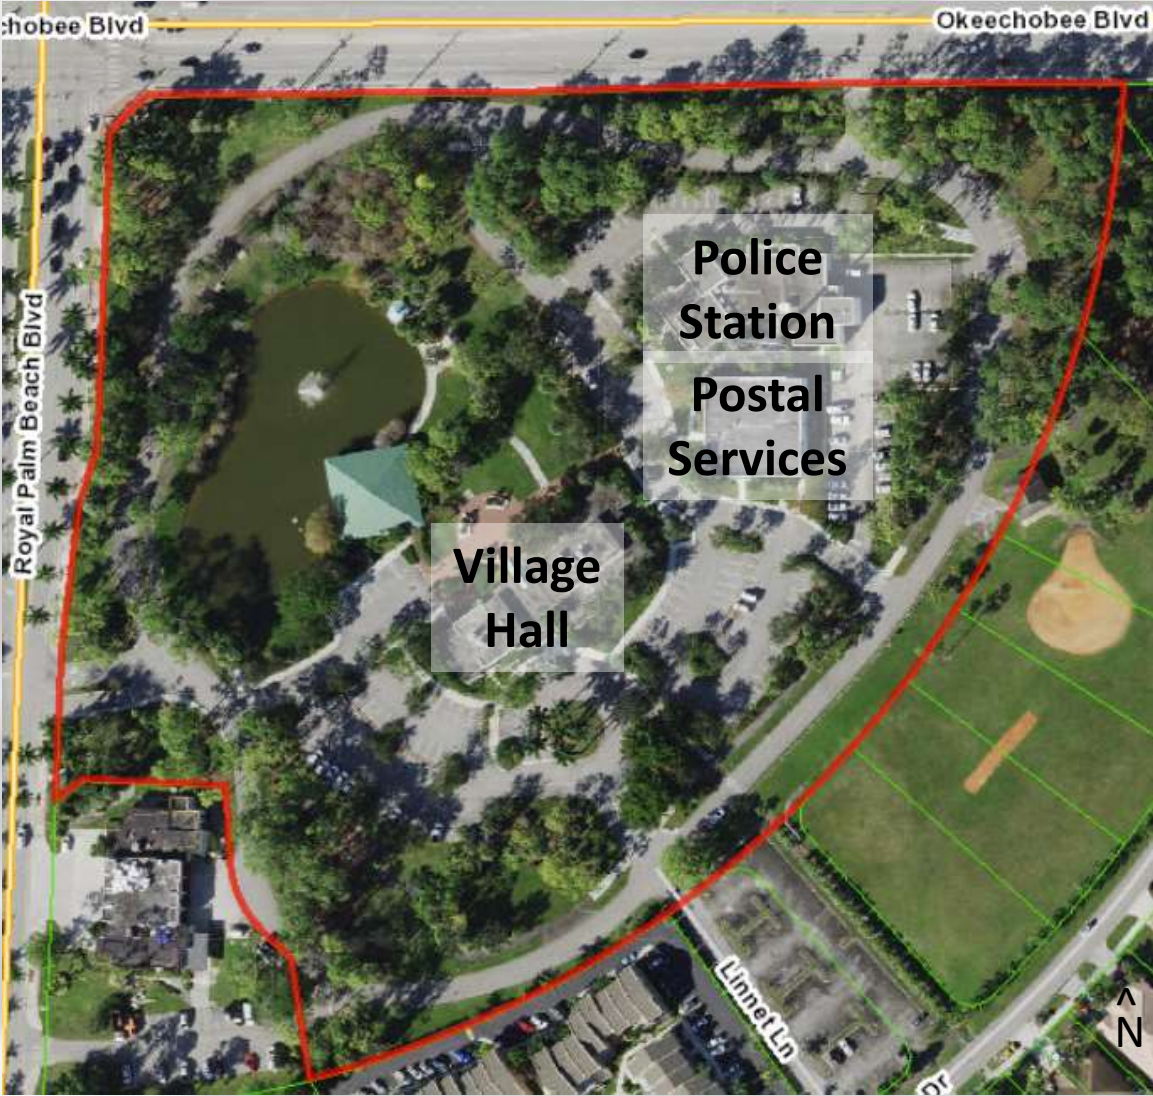 chobee Blvd
Okeechobee Blvd
Royal Palm Beach Blvd
Police
Station
Postal
Services
Village
Hall
Linnet Ln
Dr
^
N